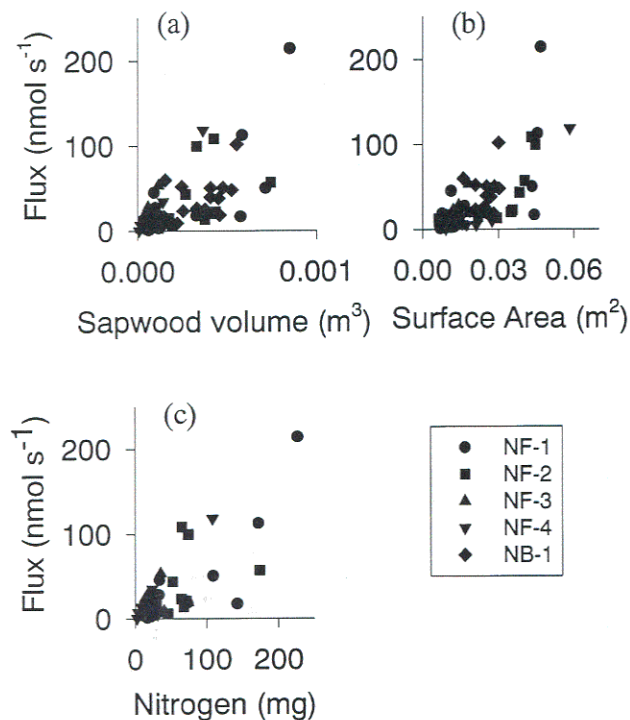 (a)
Flux (nmol s⁻¹)
200
100
0
0.000
0.001
Sapwood volume (m³)
(b)
200
100
0
0.00
0.03
0.06
Surface Area (m²)
(c)
Flux (nmol s⁻¹)
200
100
0
0
100
200
Nitrogen (mg)
NF-1
NF-2
NF-3
NF-4
NB-1